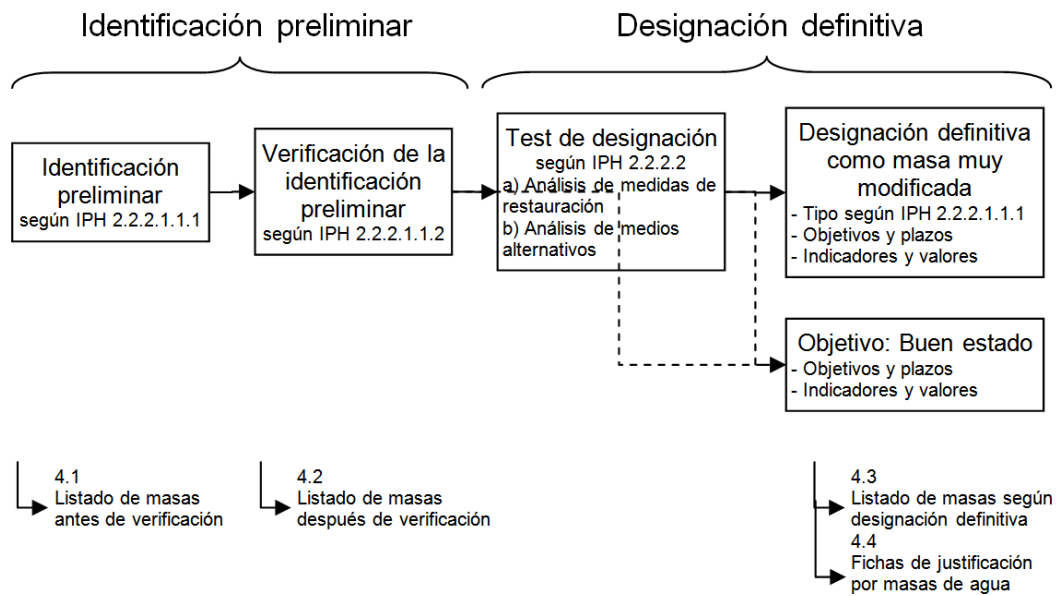 Identificación preliminar
Designación definitiva
Identificación
preliminar
según IPH 2.2.2.1.1.1
Verificación de la
identificación
preliminar
según IPH 2.2.2.1.1.2
Test de designación
según IPH 2.2.2.2
a) Análisis de medidas de
restauración
b) Análisis de medios
alternativos
Designación definitiva
como masa muy
modificada
- Tipo según IPH 2.2.2.1.1.1
- Objetivos y plazos
- Indicadores y valores
Objetivo: Buen estado
- Objetivos y plazos
- Indicadores y valores
4.1
Listado de masas
antes de verificación
4.2
Listado de masas
después de verificación
4.3
Listado de masas según
designación definitiva
4.4
Fichas de justificación
por masas de agua